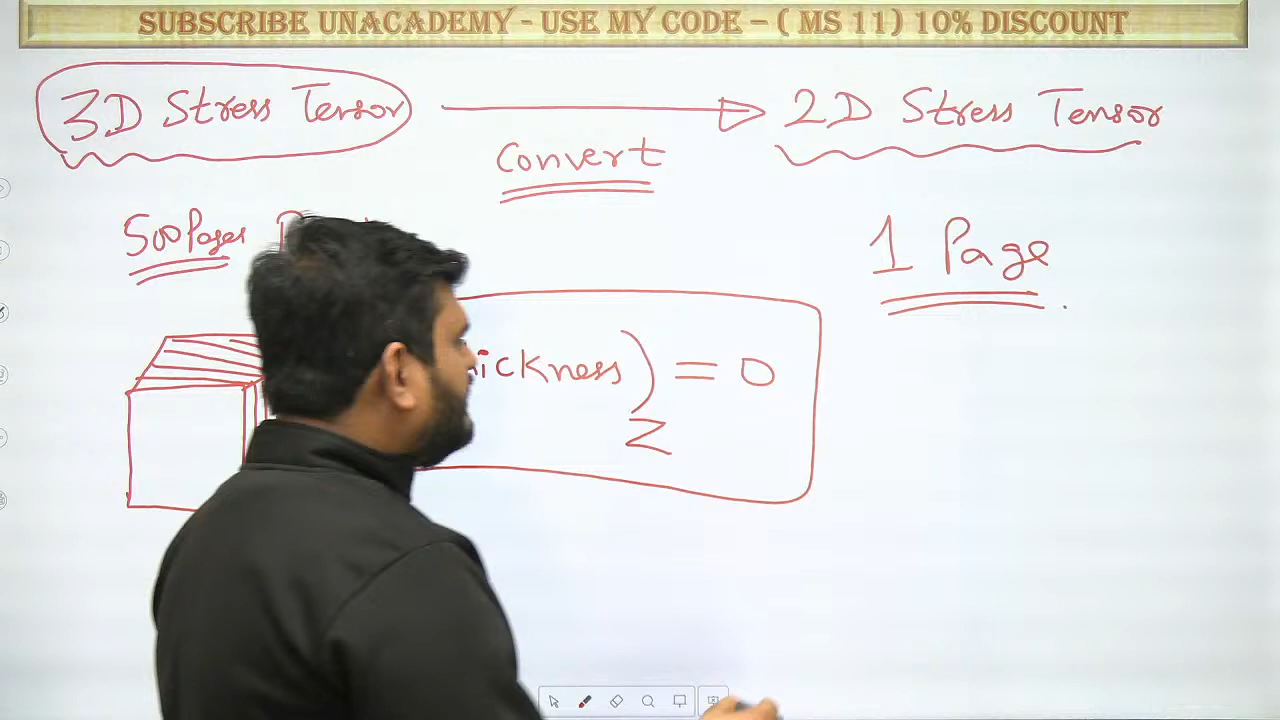 SUBSCRIBE UNACADEMY - USE MY CODE – ( MS 11) 10% DISCOUNT
3D Stress Tensor
2D Stress Tensor
Convert
500 Pages
1 Page
ickness) = 0
Z